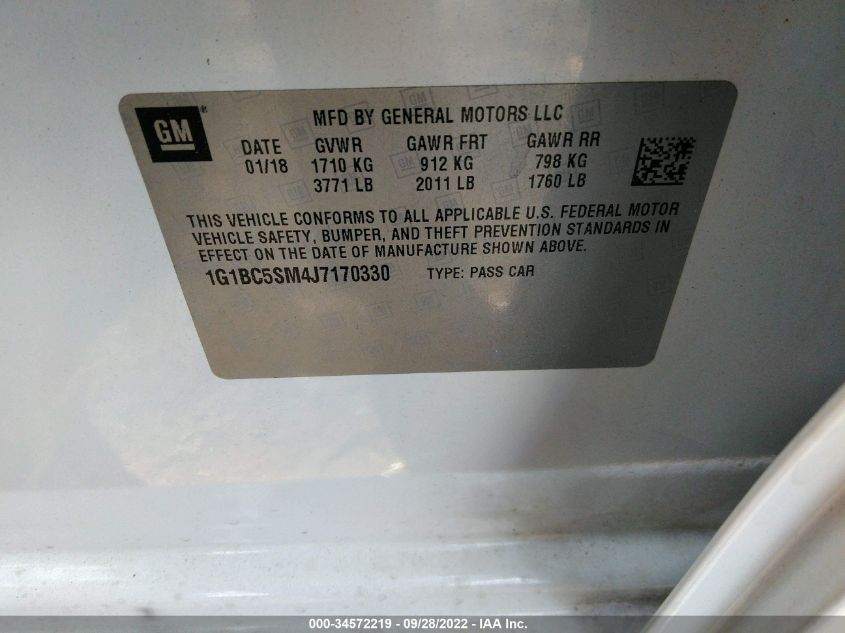 GM ®
MFD BY GENERAL MOTORS LLC
DATE GVWR GAWR FRT GAWR RR
01/18 1710 KG 912 KG 798 KG
3771 LB 2011 LB 1760 LB
THIS VEHICLE CONFORMS TO ALL APPLICABLE U.S. FEDERAL MOTOR
VEHICLE SAFETY, BUMPER, AND THEFT PREVENTION STANDARDS IN
EFFECT ON THE DATE OF MANUFACTURE SHOWN ABOVE.
1G1BC5SM4J7170330 TYPE: PASS CAR
000-34572219 - 09/28/2022 - IAA Inc.